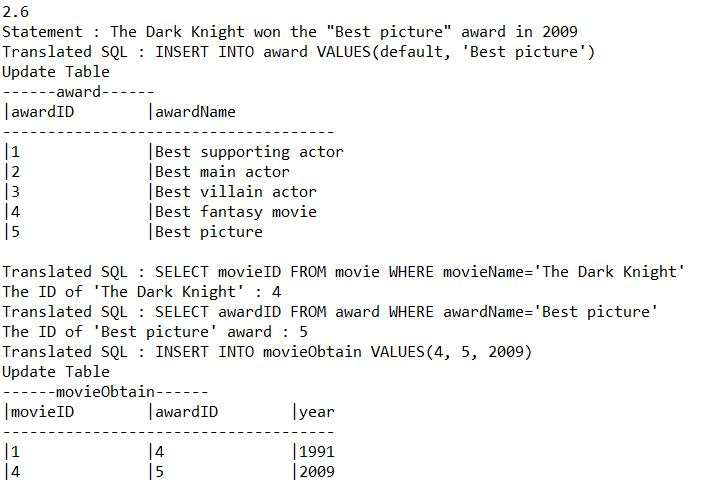 2.6
Statement : The Dark Knight won the "Best picture" award in 2009
Translated SQL : INSERT INTO award VALUES(default, 'Best picture')
Update Table
------award------
|awardID        |awardName
-------------------------------------
|1              |Best supporting actor
|2              |Best main actor
|3              |Best villain actor
|4              |Best fantasy movie
|5              |Best picture

Translated SQL : SELECT movieID FROM movie WHERE movieName='The Dark Knight'
The ID of 'The Dark Knight' : 4
Translated SQL : SELECT awardID FROM award WHERE awardName='Best picture'
The ID of 'Best picture' award : 5
Translated SQL : INSERT INTO movieObtain VALUES(4, 5, 2009)
Update Table
------movieObtain------
|movieID        |awardID        |year
-------------------------------------
|1              |4              |1991
|4              |5              |2009